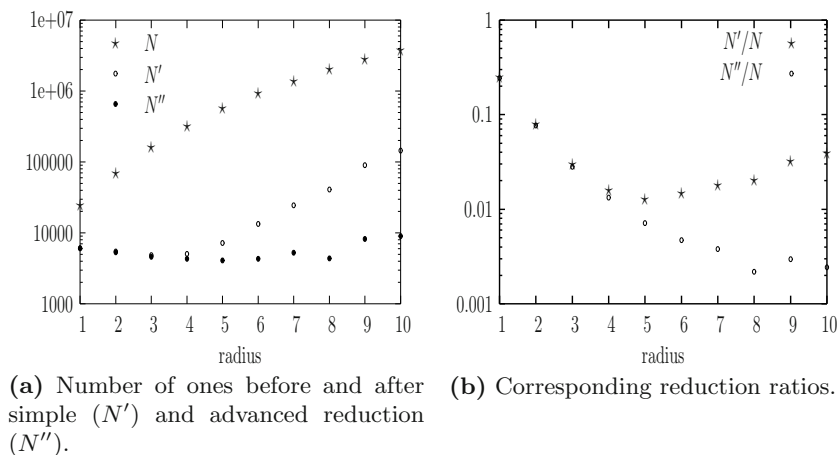 1e+07
1e+06
100000
10000
1000
N
N′
N′′
1 2 3 4 5 6 7 8 9 10
radius
(a) Number of ones before and after
simple (N′) and advanced reduction
(N′′).
1
0.1
0.01
0.001
N′/N
N′′/N
1 2 3 4 5 6 7 8 9 10
radius
(b) Corresponding reduction ratios.